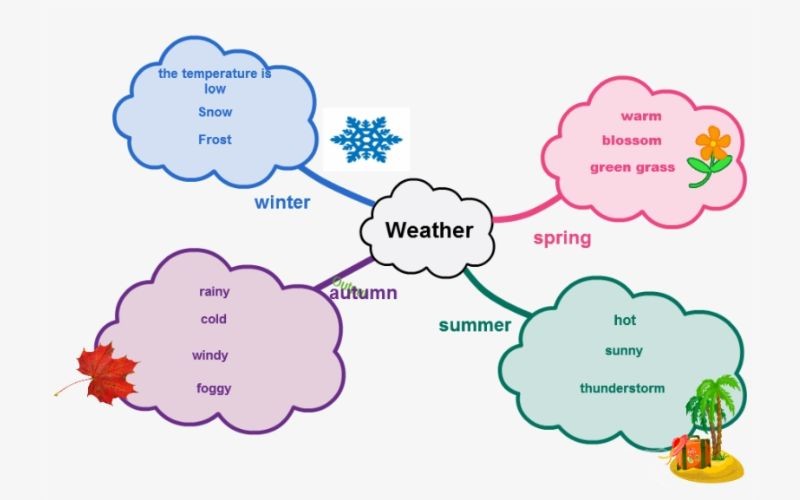 the temperature is
low
Snow
Frost
winter
warm
blossom
green grass
spring
Weather
rainy
cold
windy
foggy
autumn
summer
hot
sunny
thunderstorm